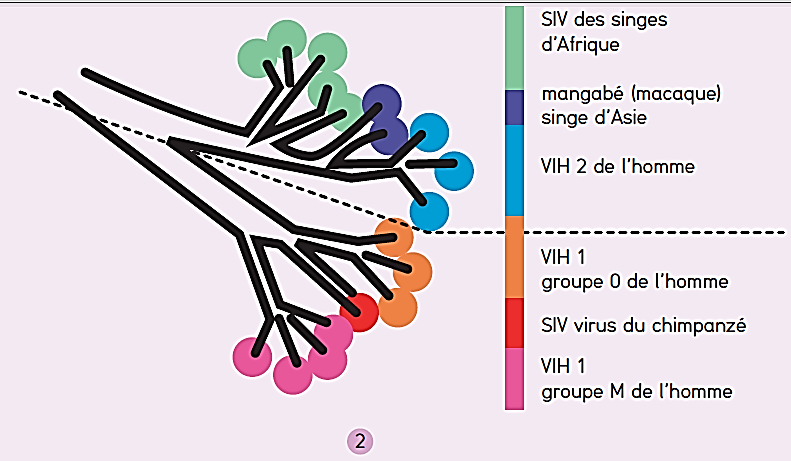 SIV des singes
d'Afrique
mangabé (macaque)
singe d'Asie
VIH 2 de l'homme
VIH 1
groupe O de l'homme
SIV virus du chimpanzé
VIH 1
groupe M de l'homme
2